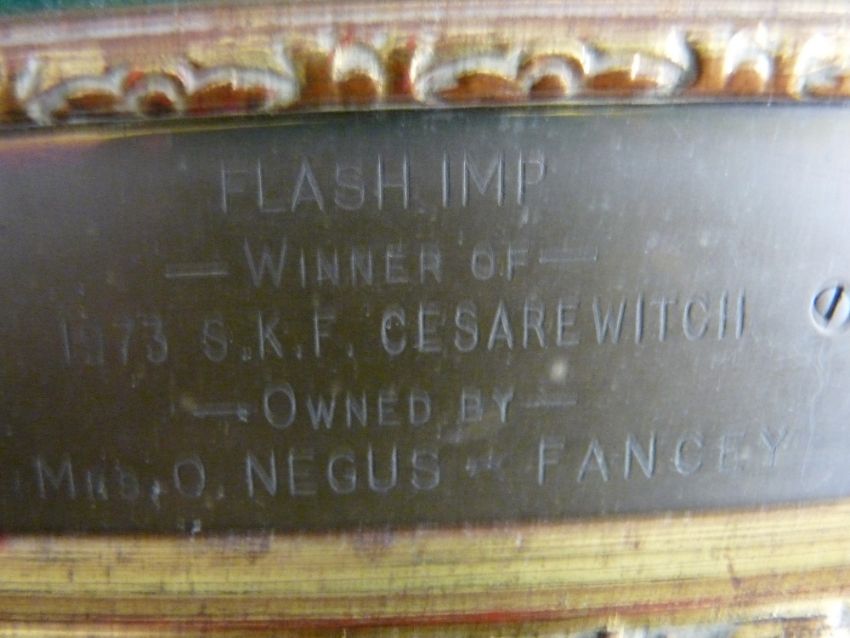 FLASH IMP
— WINNER OF —
1973 S.K.F. CESAREWITCH
— OWNED BY —
MRS. O. NEGUS - FANCEY